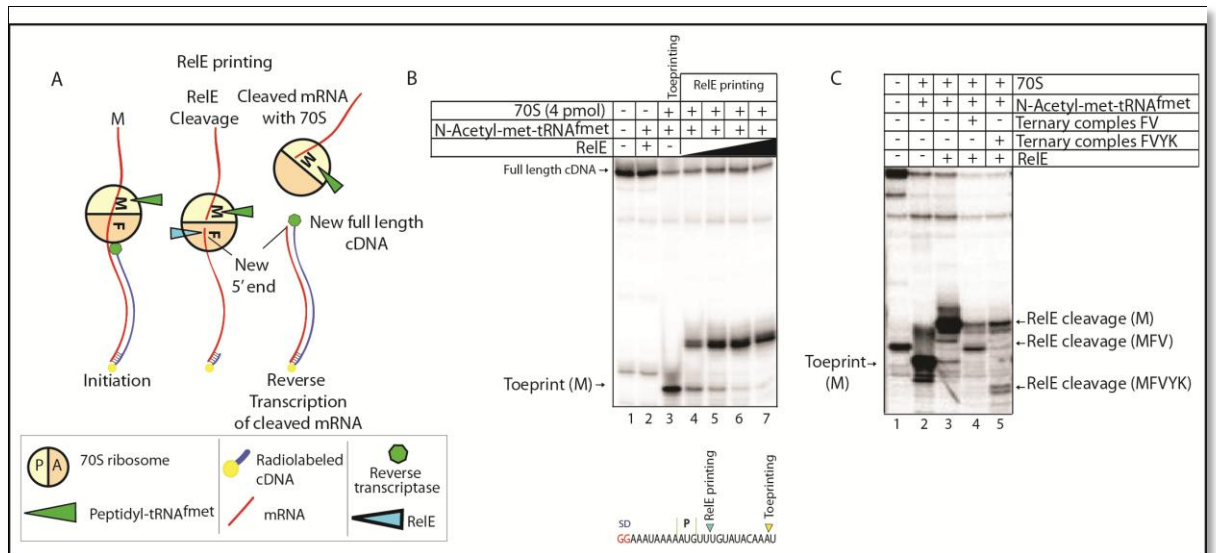 A
RelE printing
M
RelE
Cleavage
Cleaved mRNA
with 70S
M
F
M
F
M
New full length
cDNA
New
5' end
Initiation
Reverse
Transcription
of cleaved mRNA
P A
70S ribosome
Radiolabeled
cDNA
Reverse
transcriptase
Peptidyl-tRNAfmet
mRNA
RelE
B
Toeprinting
RelE printing
70S (4 pmol) - - + + + + +
N-Acetyl-met-tRNAfmet - + + + + + +
RelE - +
Full length cDNA
Toeprint (M)
1 2 3 4 5 6 7
RelE printing
Toeprinting
SD P
GGAAAUAAAAAUGUUUGUAUACAAAU
C
- + + + + 70S
- + + + + N-Acetyl-met-tRNAfmet
- - - + - Ternary comples FV
- - - - + Ternary comples FVYK
- - + + + RelE
RelE cleavage (M)
RelE cleavage (MFV)
Toeprint
(M)
RelE cleavage (MFVYK)
1 2 3 4 5